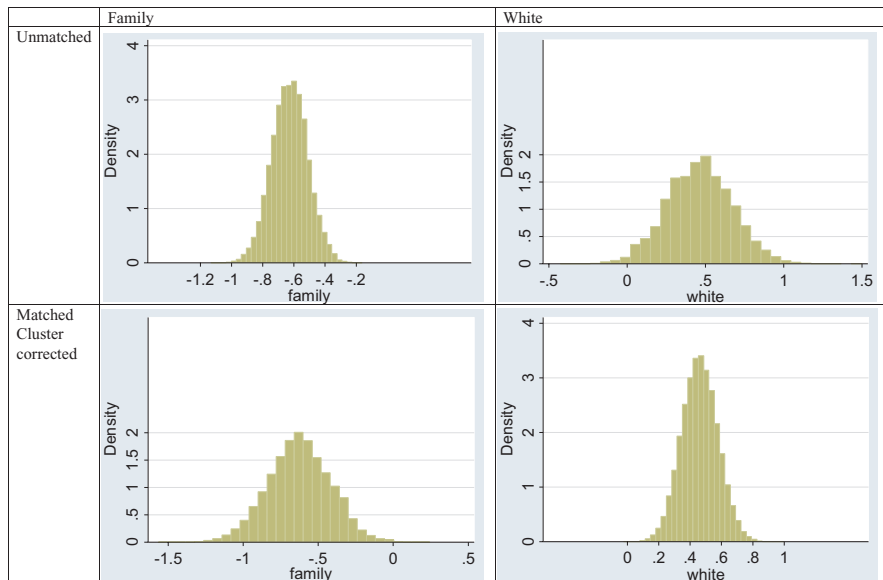 Family White
Unmatched
4
3
2
1
0
Density
-1.2 -1 -.8 -.6 -.4 -.2
family
2
1.5
1
.5
0
Density
-.5 0 .5 1 1.5
white
Matched
Cluster
corrected
2
1.5
1
.5
0
Density
-1.5 -1 -.5 0 .5
family
4
3
2
1
0
Density
0 .2 .4 .6 .8 1
white